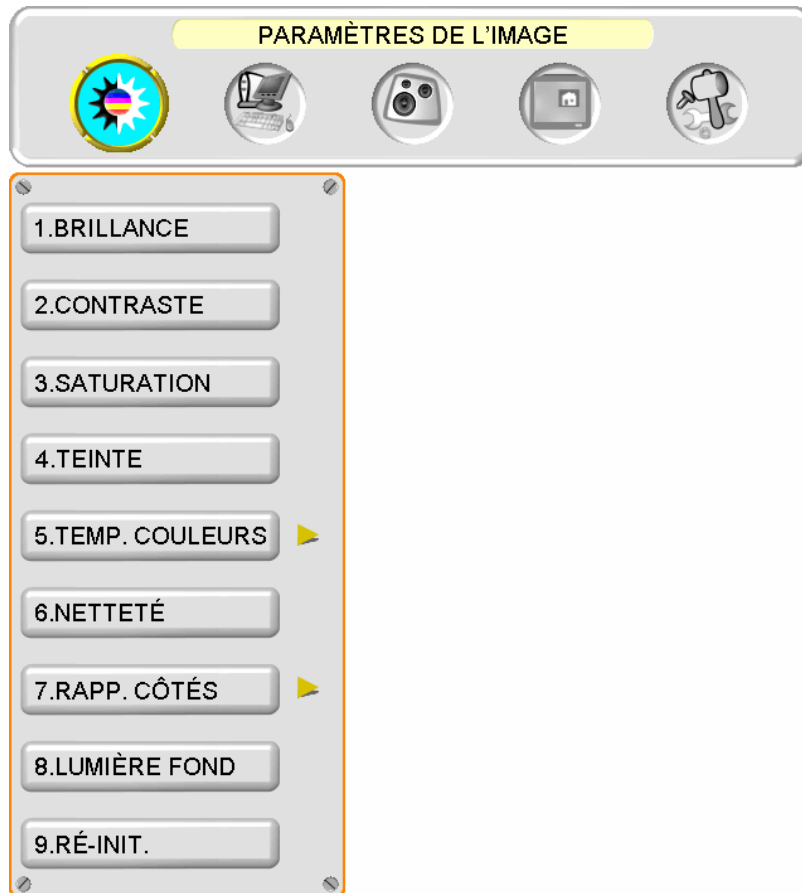 PARAMÈTRES DE L'IMAGE
1.BRILLANCE
2.CONTRASTE
3.SATURATION
4.TEINTE
5.TEMP. COULEURS
6.NETTETÉ
7.RAPP. CÔTÉS
8.LUMIÈRE FOND
9.RÉ-INIT.